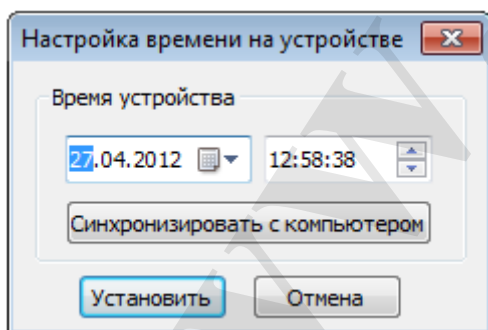 Настройка времени на устройстве
Время устройства
27.04.2012 12:58:38
Синхронизировать с компьютером
Установить Отмена